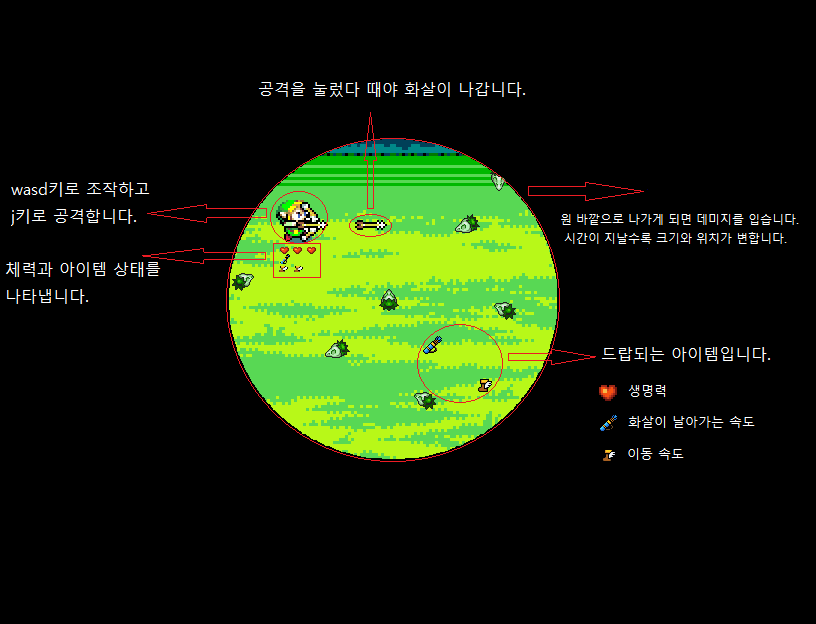 공격을 눌렀다 때야 화살이 나갑니다.
wasd키로 조작하고
j키로 공격합니다.
체력과 아이템 상태를
나타냅니다.
원 바깥으로 나가게 되면 데미지를 입습니다.
시간이 지날수록 크기와 위치가 변합니다.
드랍되는 아이템입니다.
생명력
화살이 날아가는 속도
이동 속도